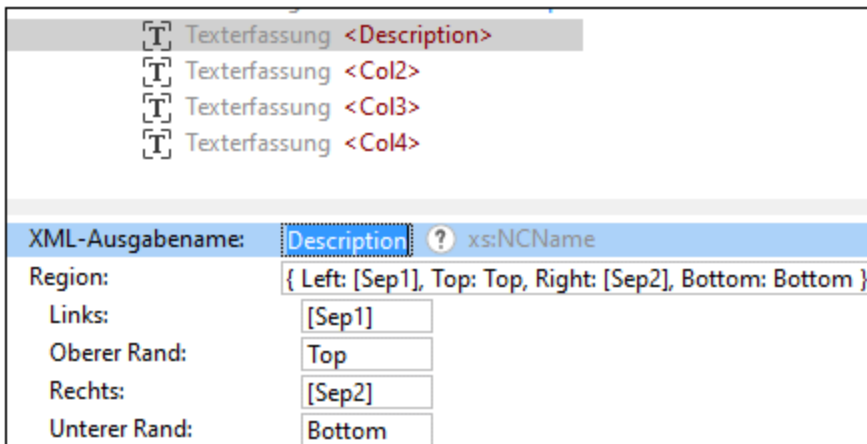 Texterfassung <Description>
Texterfassung <Col2>
Texterfassung <Col3>
Texterfassung <Col4>
XML-Ausgabename: Description ? xs:NCName
Region: { Left: [Sep1], Top: Top, Right: [Sep2], Bottom: Bottom }
Links: [Sep1]
Oberer Rand: Top
Rechts: [Sep2]
Unterer Rand: Bottom